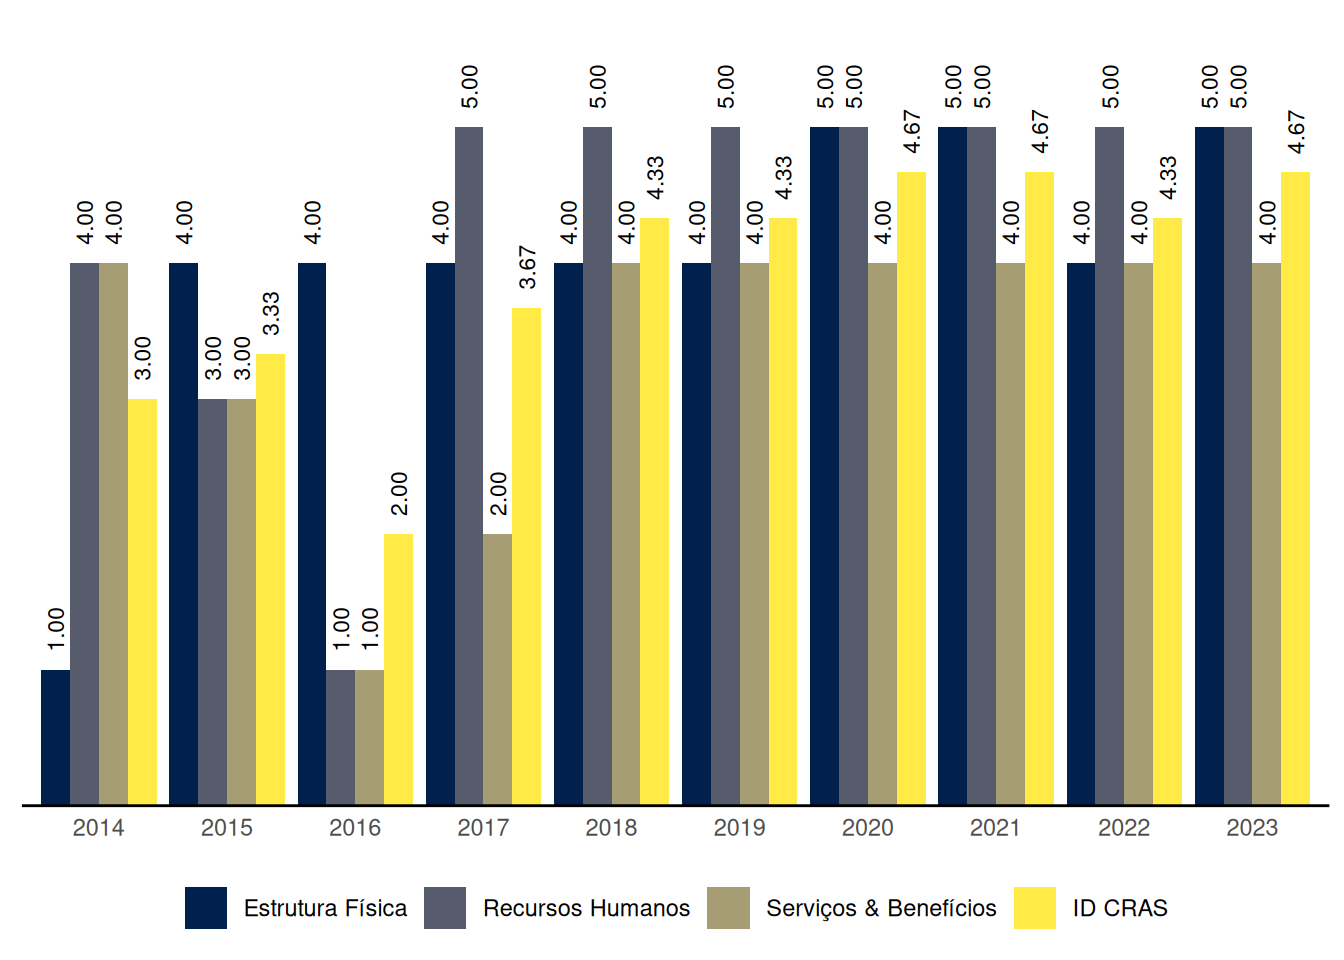 5.00 5.00 5.00 5.00 5.00 5.00 5.00 5.00 5.00 5.00
4.67 4.67 4.67
4.33 4.33 4.33
4.00 4.00 4.00 4.00 4.00 4.00 4.00 4.00 4.00 4.00 4.00 4.00 4.00 4.00
3.67
3.33
3.00 3.00 3.00
2.00 2.00
1.00 1.00 1.00
2014 2015 2016 2017 2018 2019 2020 2021 2022 2023
Estrutura Física Recursos Humanos Serviços & Benefícios ID CRAS